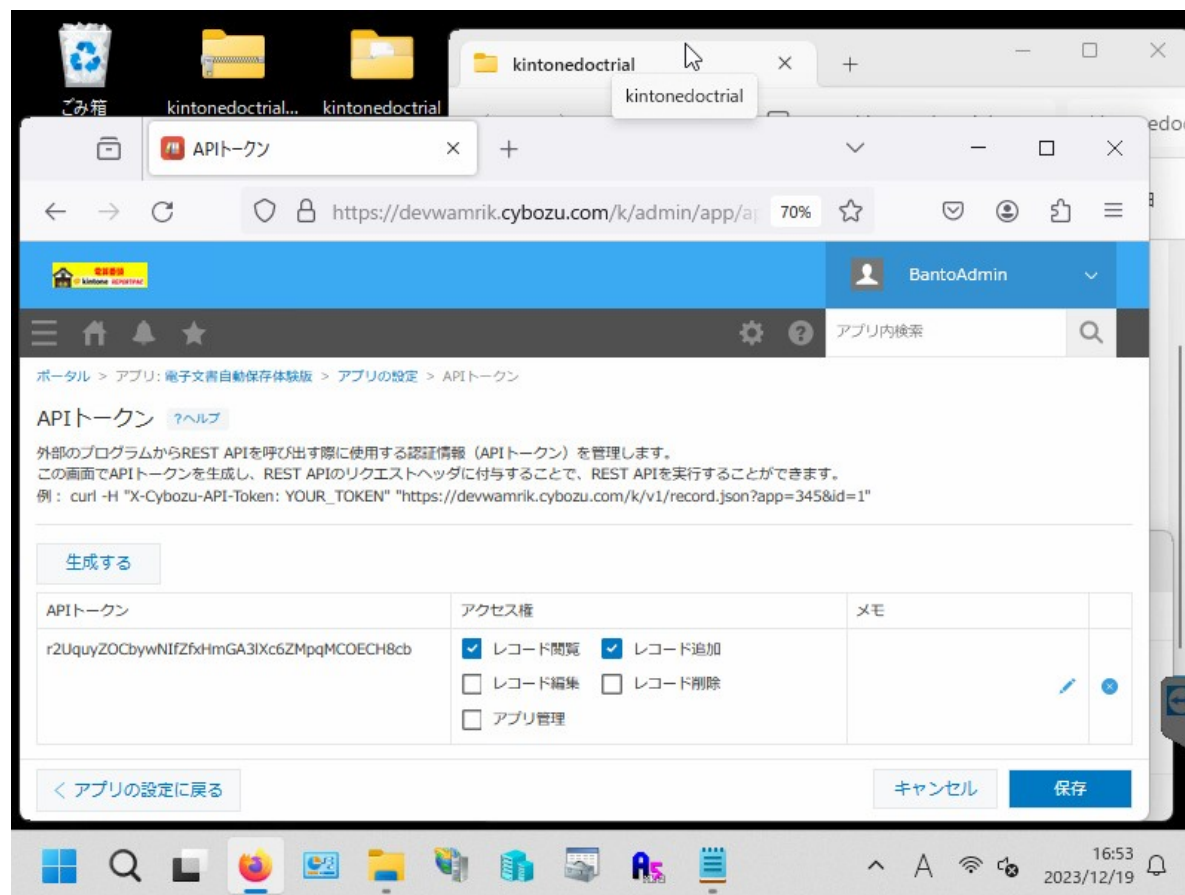 ごみ箱
kintonedoctrial...
kintonedoctrial
kintonedoctrial
kintonedoctrial
APIトークン
https://devwamrik.cybozu.com/k/admin/app/ap
70%
電帳番頭
kintone REPORTPAC
BantoAdmin
アプリ内検索
ポータル > アプリ: 電子文書自動保存体験版 > アプリの設定 > APIトークン
APIトークン ?ヘルプ
外部のプログラムからREST APIを呼び出す際に使用する認証情報（APIトークン）を管理します。
この画面でAPIトークンを生成し、REST APIのリクエストヘッダに付与することで、REST APIを実行することができます。
例： curl -H "X-Cybozu-API-Token: YOUR_TOKEN" "https://devwamrik.cybozu.com/k/v1/record.json?app=345&id=1"
生成する
APIトークン アクセス権 メモ
r2UquyZOCbywNIfZfxHmGA3lXc6ZMpqMCOECH8cb
レコード閲覧 レコード追加
レコード編集 レコード削除
アプリ管理
< アプリの設定に戻る
キャンセル
保存
A
16:53
2023/12/19